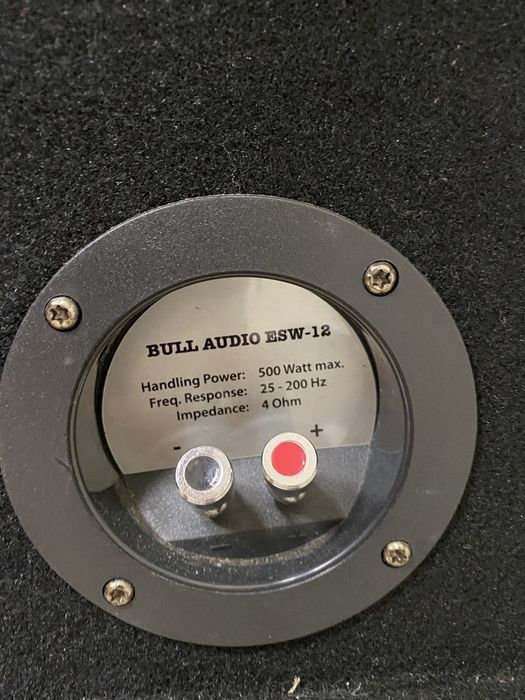 BULL AUDIO ESW-12
Handling Power: 500 Watt max.
Freq. Response: 25 - 200 Hz
Impedance: 4 Ohm
- +
- +